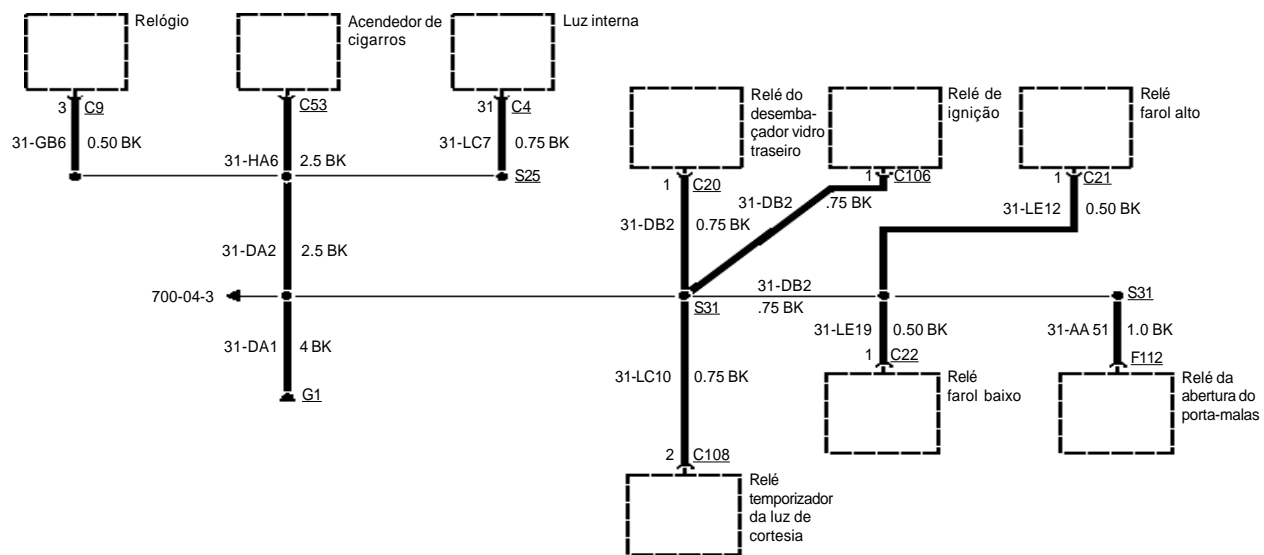 Relógio
Acendedor de
cigarros
Luz interna
3 C9
C53
31 C4
31-GB6 0.50 BK
31-HA6 2.5 BK
31-LC7 0.75 BK
S25
Relé do
desemba-
çador vidro
traseiro
Relé de
ignição
Relé
farol alto
1 C20
1 C106
1 C21
31-DB2 0.75 BK
31-DB2 .75 BK
31-LE12 0.50 BK
31-DA2 2.5 BK
700-04-3
S31
31-DB2
.75 BK
S31
31-DA1 4 BK
G1
31-LE19 0.50 BK
31-AA 51 1.0 BK
1 C22
F112
31-LC10 0.75 BK
Relé
farol baixo
Relé da
abertura do
porta-malas
2 C108
Relé
temporizador
da luz de
cortesia